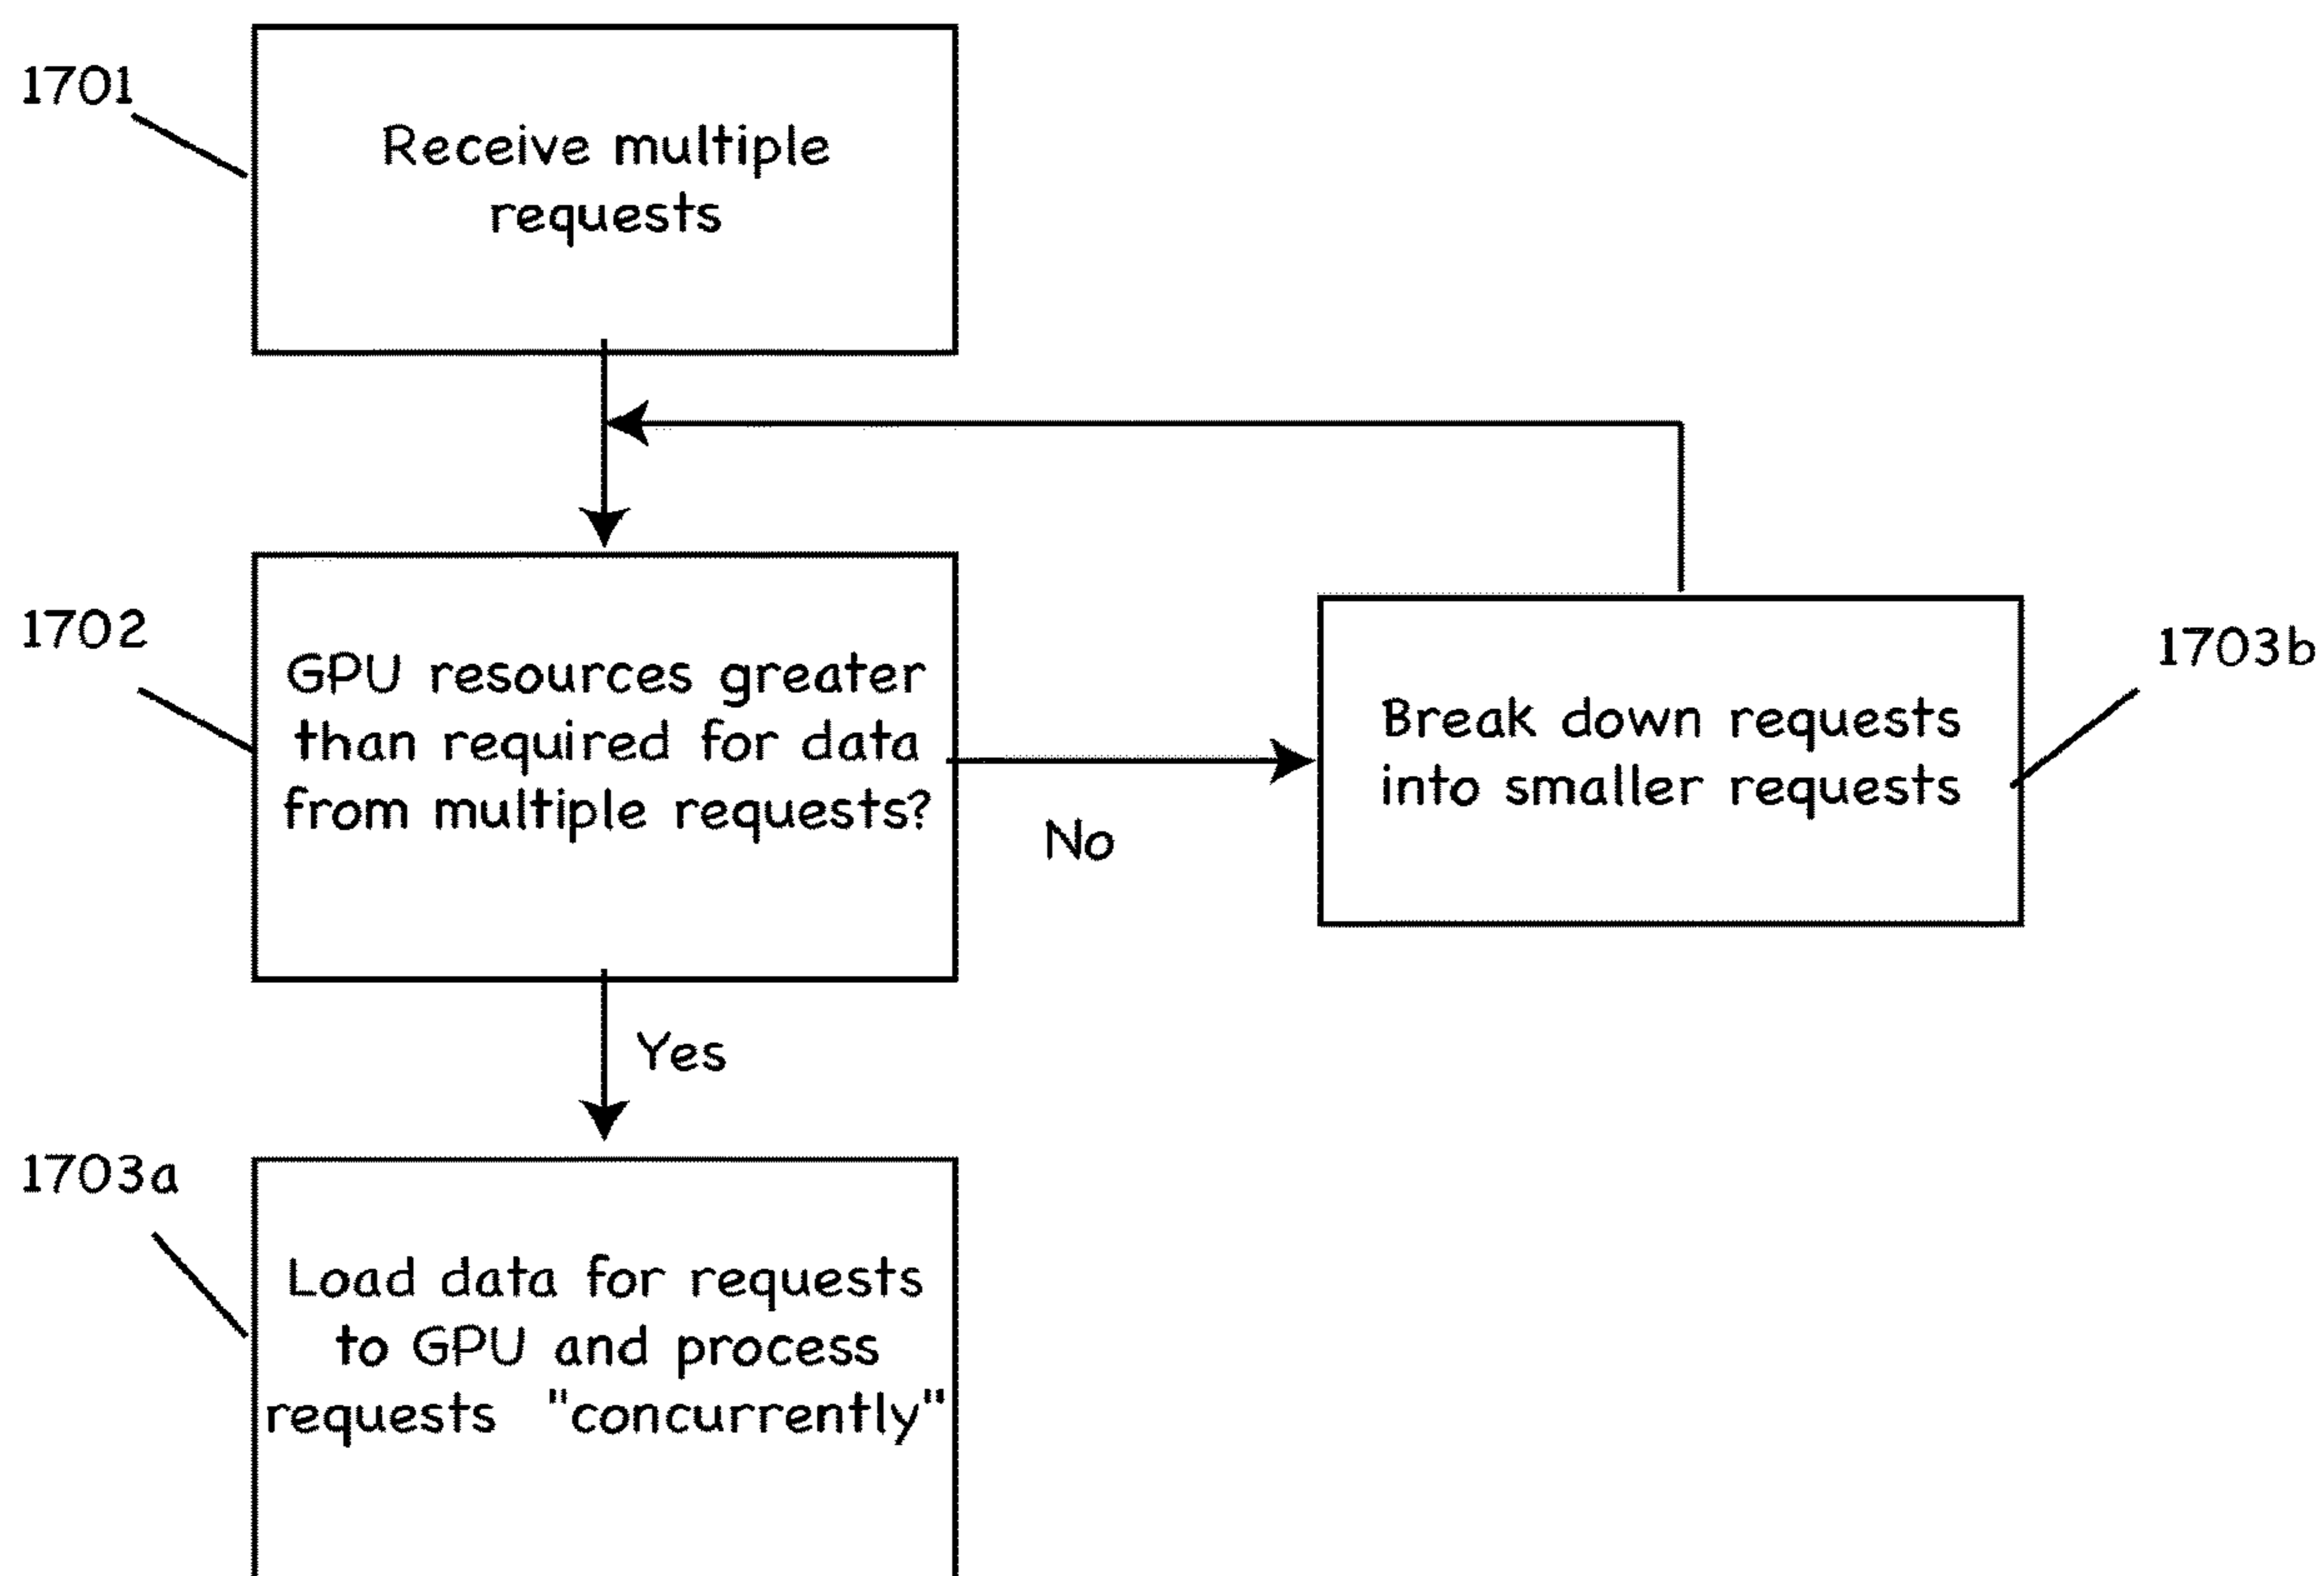 1701
Receive multiple
requests
1702
GPU resources greater
than required for data
from multiple requests?
No
Break down requests
into smaller requests
1703b
Yes
1703a
Load data for requests
to GPU and process
requests "concurrently"